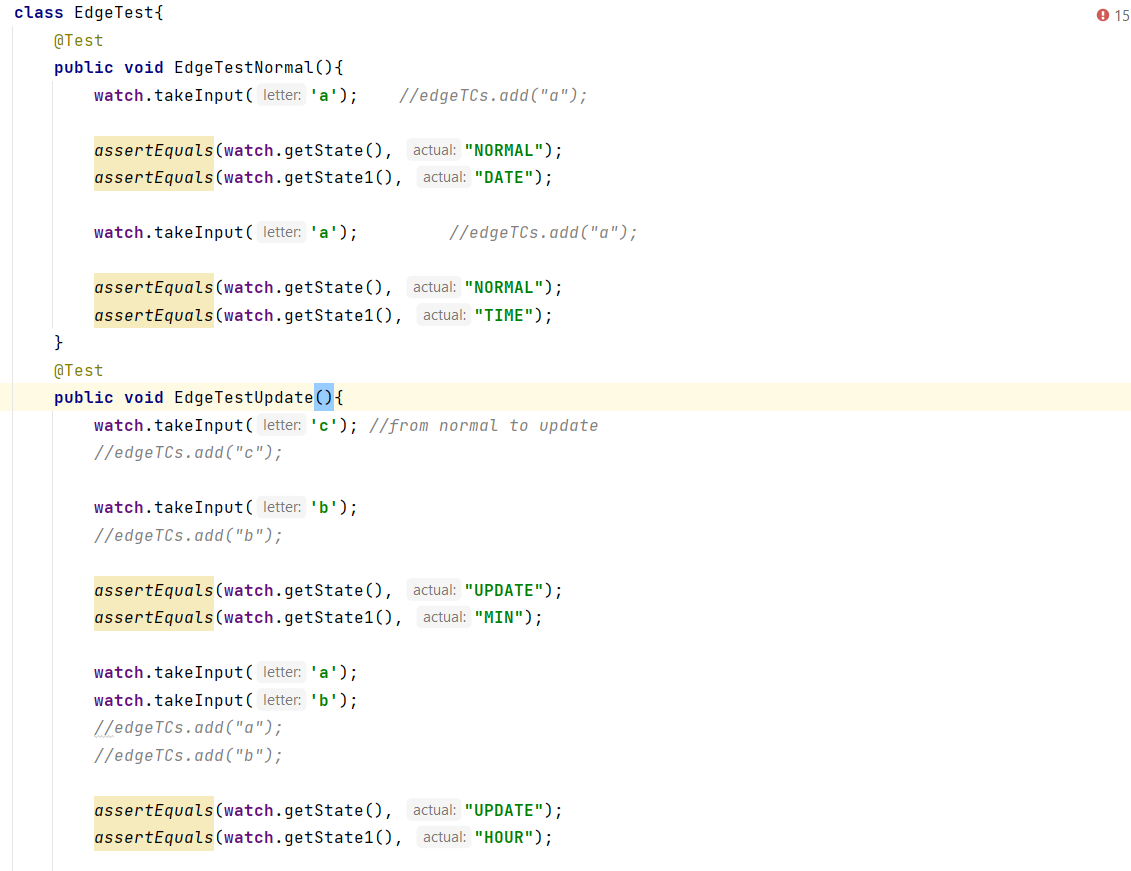 class EdgeTest{
15
@Test
public void EdgeTestNormal(){
watch.takeInput( letter: 'a'); //edgeTCs.add("a");
assertEquals(watch.getState(), actual: "NORMAL");
assertEquals(watch.getState1(), actual: "DATE");
watch.takeInput( letter: 'a'); //edgeTCs.add("a");
assertEquals(watch.getState(), actual: "NORMAL");
assertEquals(watch.getState1(), actual: "TIME");
}
@Test
public void EdgeTestUpdate(){
watch.takeInput( letter: 'c'); //from normal to update
//edgeTCs.add("c");
watch.takeInput( letter: 'b');
//edgeTCs.add("b");
assertEquals(watch.getState(), actual: "UPDATE");
assertEquals(watch.getState1(), actual: "MIN");
watch.takeInput( letter: 'a');
watch.takeInput( letter: 'b');
//edgeTCs.add("a");
//edgeTCs.add("b");
assertEquals(watch.getState(), actual: "UPDATE");
assertEquals(watch.getState1(), actual: "HOUR");